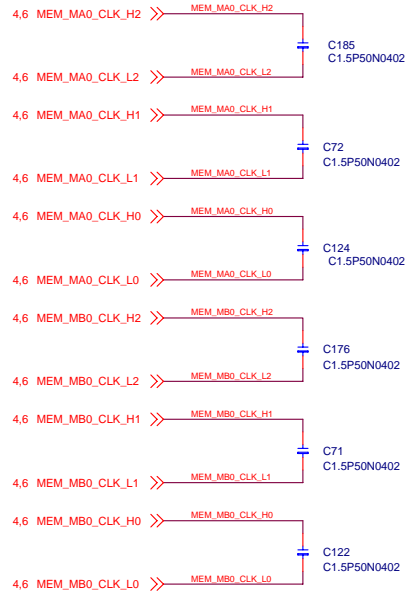 4,6 MEM_MA0_CLK_H2 MEM_MA0_CLK_H2
C185
C1.5P50N0402
4,6 MEM_MA0_CLK_L2 MEM_MA0_CLK_L2
4,6 MEM_MA0_CLK_H1 MEM_MA0_CLK_H1
C72
C1.5P50N0402
4,6 MEM_MA0_CLK_L1 MEM_MA0_CLK_L1
4,6 MEM_MA0_CLK_H0 MEM_MA0_CLK_H0
C124
C1.5P50N0402
4,6 MEM_MA0_CLK_L0 MEM_MA0_CLK_L0
4,6 MEM_MB0_CLK_H2 MEM_MB0_CLK_H2
C176
C1.5P50N0402
4,6 MEM_MB0_CLK_L2 MEM_MB0_CLK_L2
4,6 MEM_MB0_CLK_H1 MEM_MB0_CLK_H1
C71
C1.5P50N0402
4,6 MEM_MB0_CLK_L1 MEM_MB0_CLK_L1
4,6 MEM_MB0_CLK_H0 MEM_MB0_CLK_H0
C122
C1.5P50N0402
4,6 MEM_MB0_CLK_L0 MEM_MB0_CLK_L0